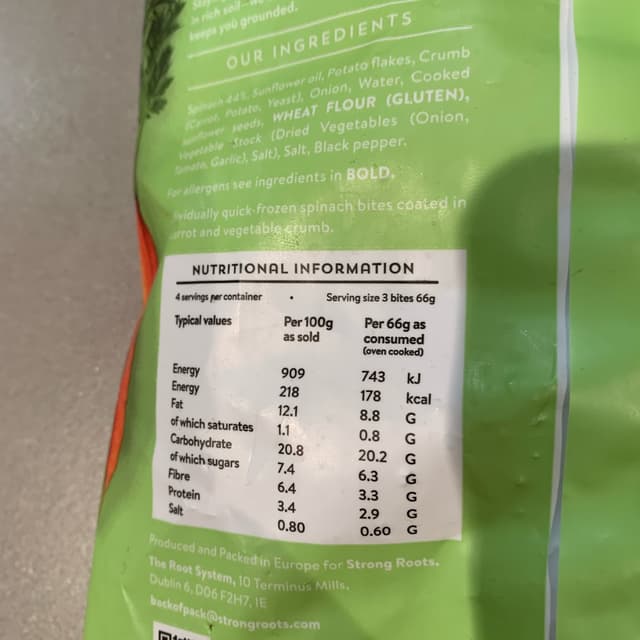 in rich soil
keeps you grounded.
OUR INGREDIENTS
Spinach 44%, Sunflower oil, Potato flakes, Crumb
(Carrot, Potato, Yeast), Onion, Water, Cooked
sunflower seeds, WHEAT FLOUR (GLUTEN),
Vegetable Stock (Dried Vegetables (Onion,
Tomato, Garlic), Salt), Salt, Black pepper.
For allergens see ingredients in BOLD.
ividually quick-frozen spinach bites coated in
arrot and vegetable crumb.
NUTRITIONAL INFORMATION
4 servings per container • Serving size 3 bites 66g
Typical values Per 100g as sold Per 66g as consumed (oven cooked)
Energy 909 743 kJ
Energy 218 178 kcal
Fat 12.1 8.8 G
of which saturates 1.1 0.8 G
Carbohydrate 20.8 20.2 G
of which sugars 7.4 6.3 G
Fibre 6.4 3.3 G
Protein 3.4 2.9 G
Salt 0.80 0.60 G
Produced and Packed in Europe for Strong Roots.
The Root System, 10 Terminus Mills,
Dublin 6, D06 F2H7, IE
backofpack@strongroots.com